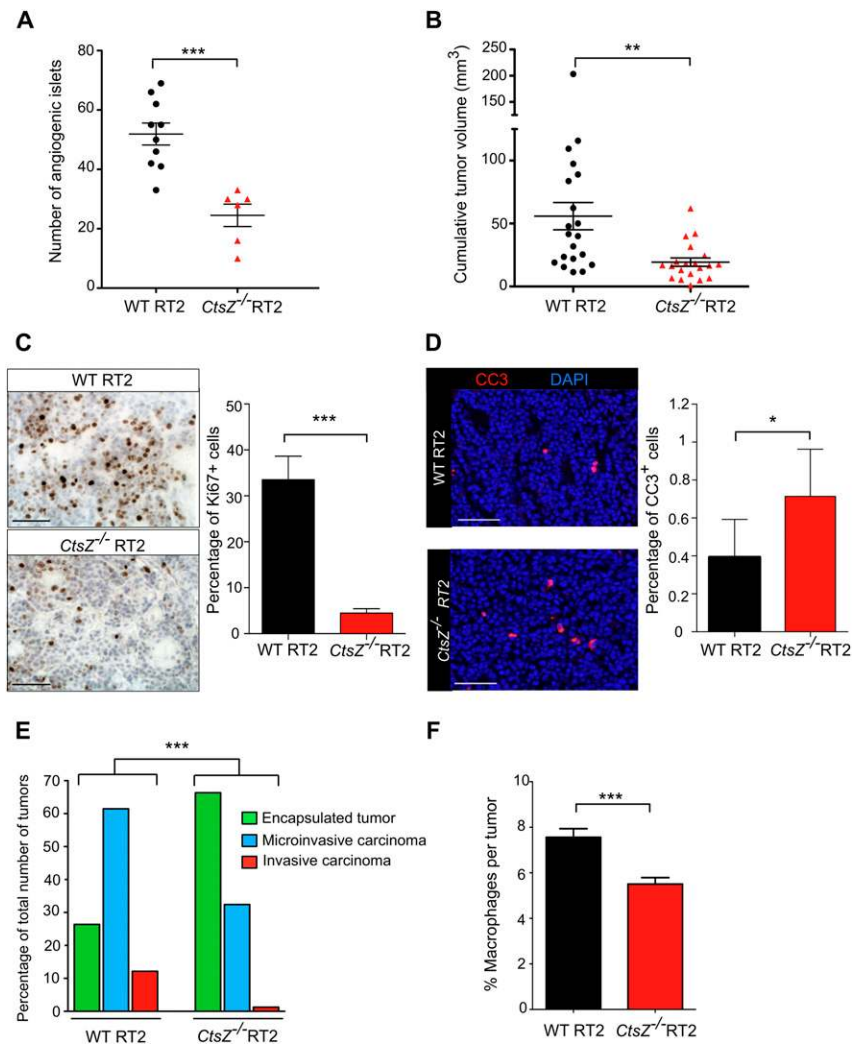 A
***
Number of angiogenic islets
80
60
40
20
0
WT RT2
CtsZ-/-RT2
B
**
Cumulative tumor volume (mm3)
250
200
150
100
50
0
WT RT2
CtsZ-/-RT2
C
WT RT2
CtsZ-/- RT2
***
Percentage of Ki67+ cells
50
40
30
20
10
0
WT RT2
CtsZ-/-RT2
D
CC3 DAPI
WT RT2
CtsZ-/- RT2
*
Percentage of CC3+ cells
1.2
1
0.8
0.6
0.4
0.2
0
WT RT2
CtsZ-/-RT2
E
***
Percentage of total number of tumors
70
60
50
40
30
20
10
0
Encapsulated tumor
Microinvasive carcinoma
Invasive carcinoma
WT RT2
CtsZ-/-RT2
F
***
% Macrophages per tumor
10
8
6
4
2
0
WT RT2
CtsZ-/-RT2